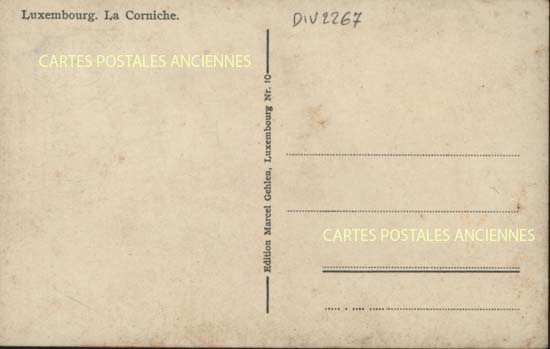 Luxembourg. La Corniche.
DIV2267
CARTES POSTALES ANCIENNES
Edition Marcel Gehlen, Luxembourg Nr. 10
CARTES POSTALES ANCIENNES